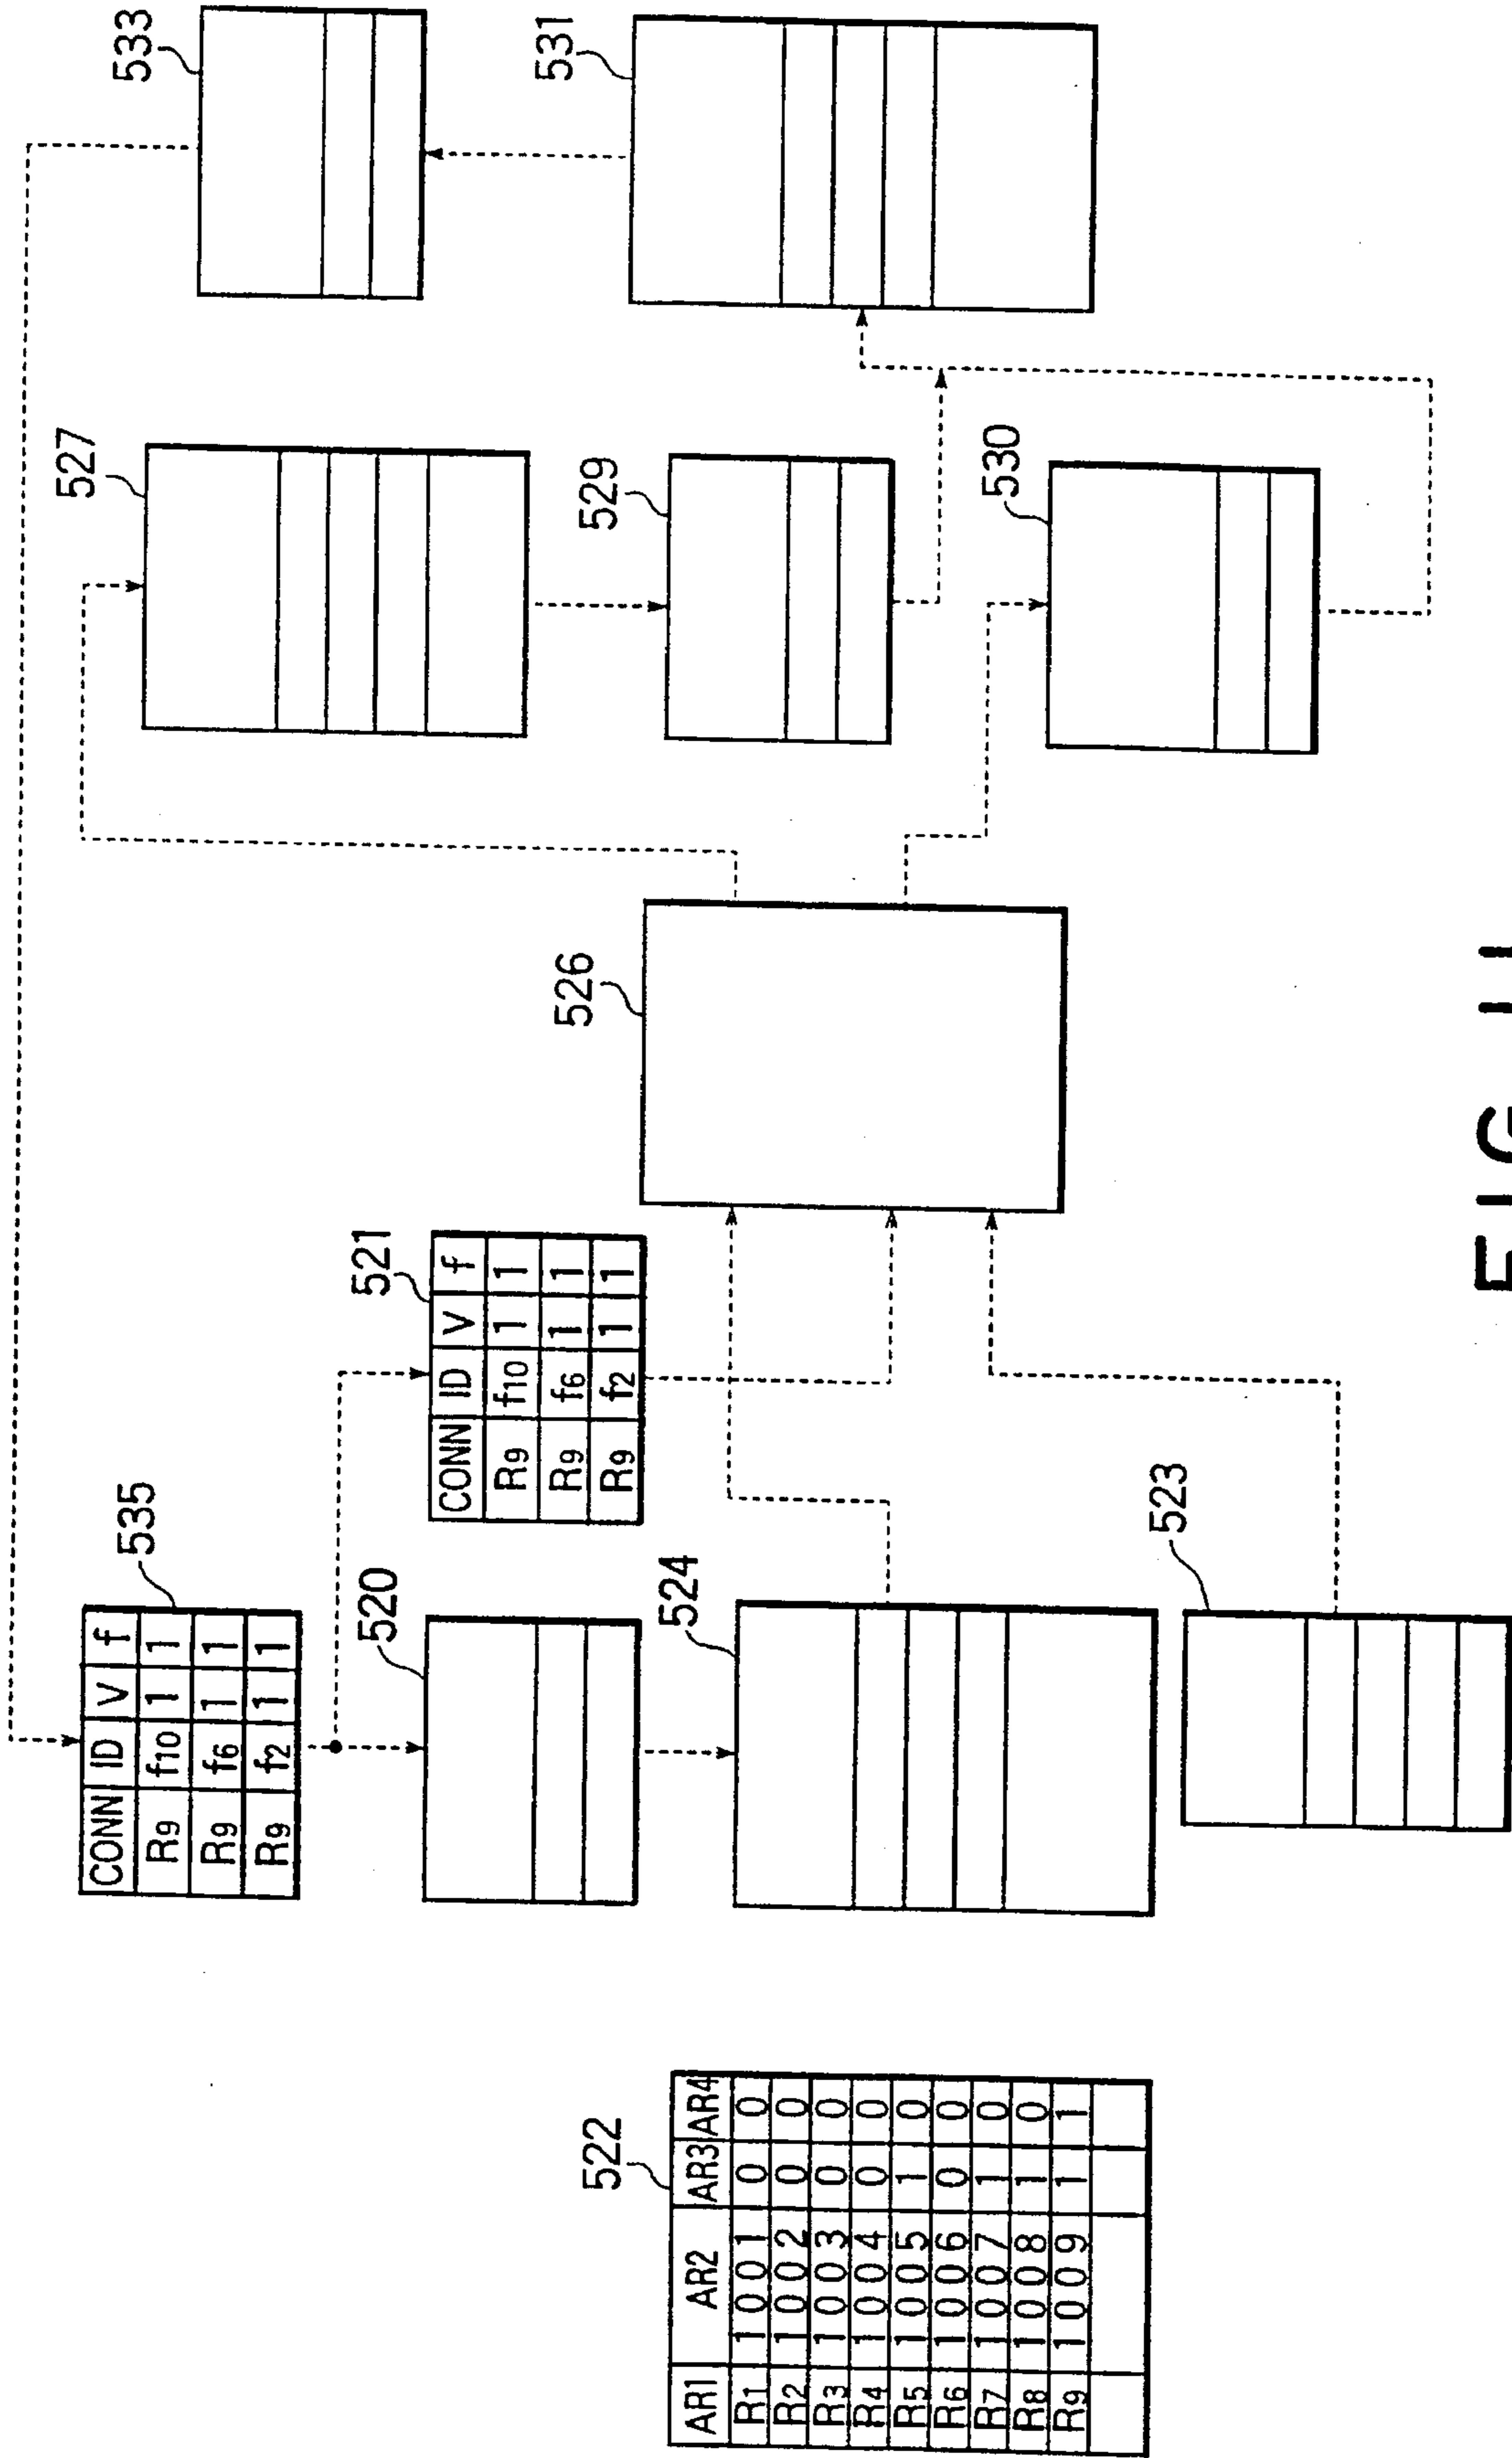 535
CONN ID V f
R9 f10 1 1
R9 f6 1 1
R9 f2 1 1
527
533
520
521
CONN ID V f
R9 f10 1 1
R9 f6 1 1
R9 f2 1 1
522
AR1 AR2 AR3 AR4
R1 1001 0 0
R2 1002 0 0
R3 1003 0 0
R4 1004 0 0
R5 1005 1 0
R6 1006 0 0
R7 1007 1 0
R8 1008 1 0
R9 1009 1 1
524
526
529
531
523
530